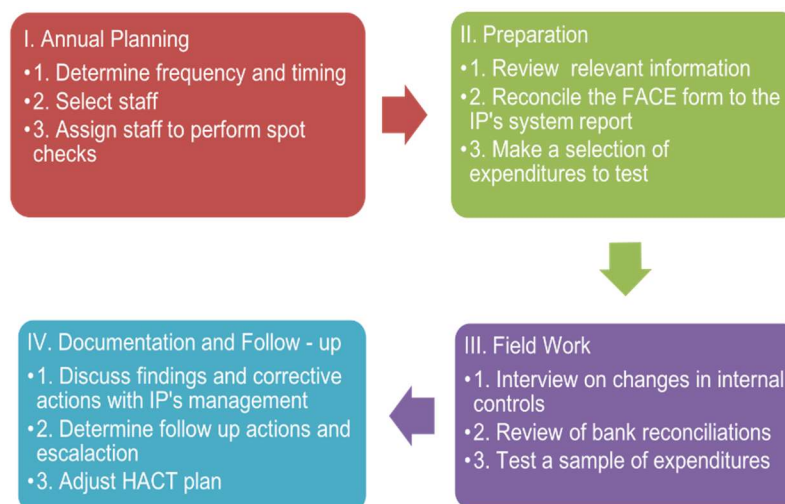 I. Annual Planning
•1. Determine frequency and timing
•2. Select staff
•3. Assign staff to perform spot
checks
II. Preparation
•1. Review relevant information
•2. Reconcile the FACE form to the
IP's system report
•3. Make a selection of
expenditures to test
III. Field Work
•1. Interview on changes in internal
controls
•2. Review of bank reconciliations
•3. Test a sample of expenditures
IV. Documentation and Follow - up
•1. Discuss findings and corrective
actions with IP's management
•2. Determine follow up actions and
escalaction
•3. Adjust HACT plan